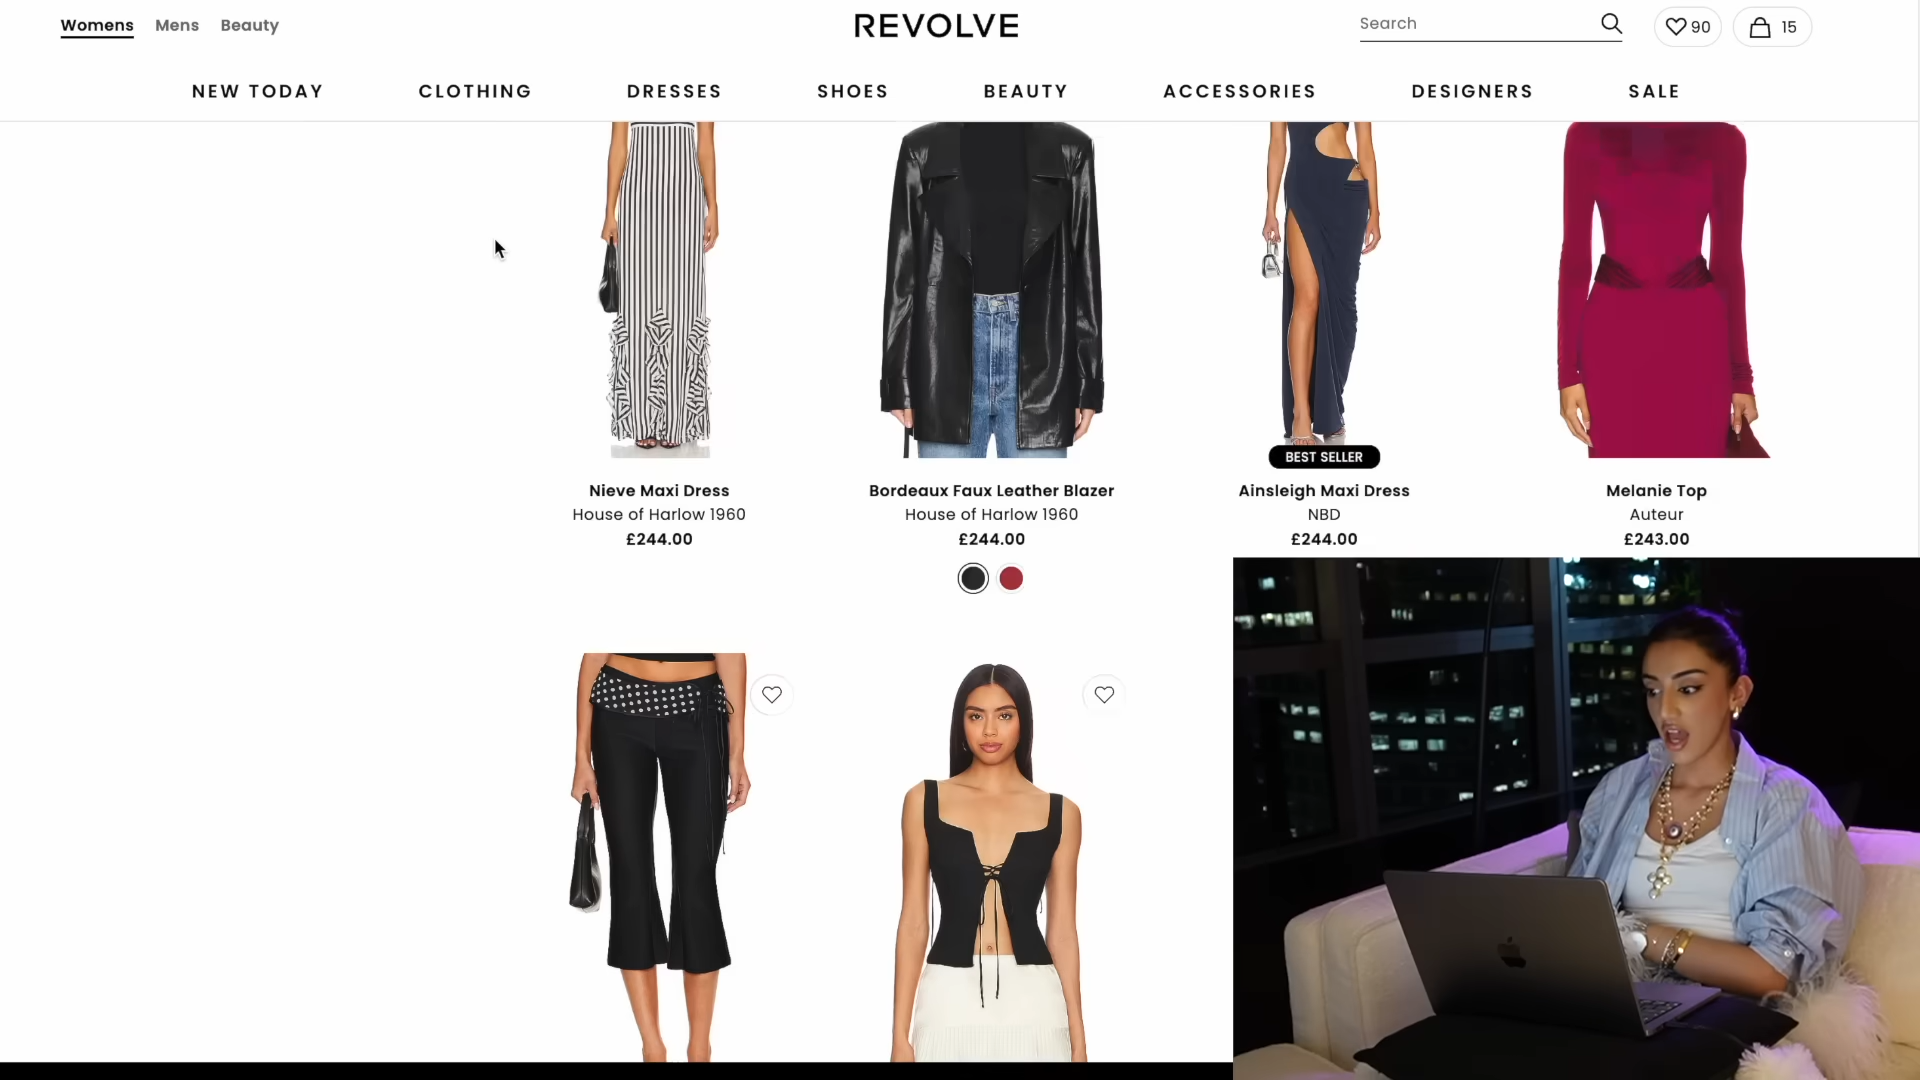 Womens Mens Beauty
REVOLVE
Search
90
15
NEW TODAY CLOTHING DRESSES SHOES BEAUTY ACCESSORIES DESIGNERS SALE
BEST SELLER
Nieve Maxi Dress
House of Harlow 1960
£244.00
Bordeaux Faux Leather Blazer
House of Harlow 1960
£244.00
Ainsleigh Maxi Dress
NBD
£244.00
Melanie Top
Auteur
£243.00